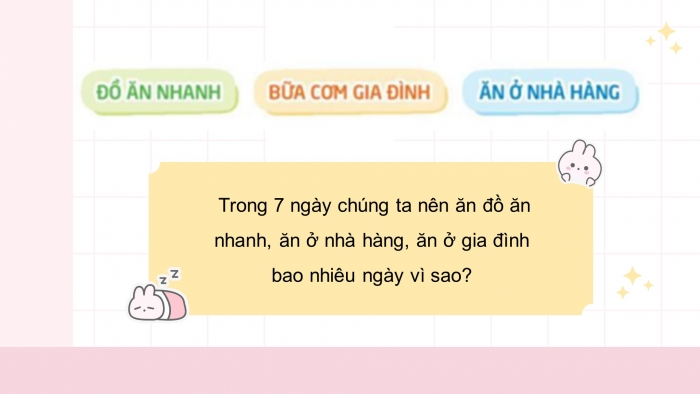 ĐỒ ĂN NHANH
BỮA CƠM GIA ĐÌNH
ĂN Ở NHÀ HÀNG
Trong 7 ngày chúng ta nên ăn đồ ăn
nhanh, ăn ở nhà hàng, ăn ở gia đình
bao nhiêu ngày vì sao?
z z